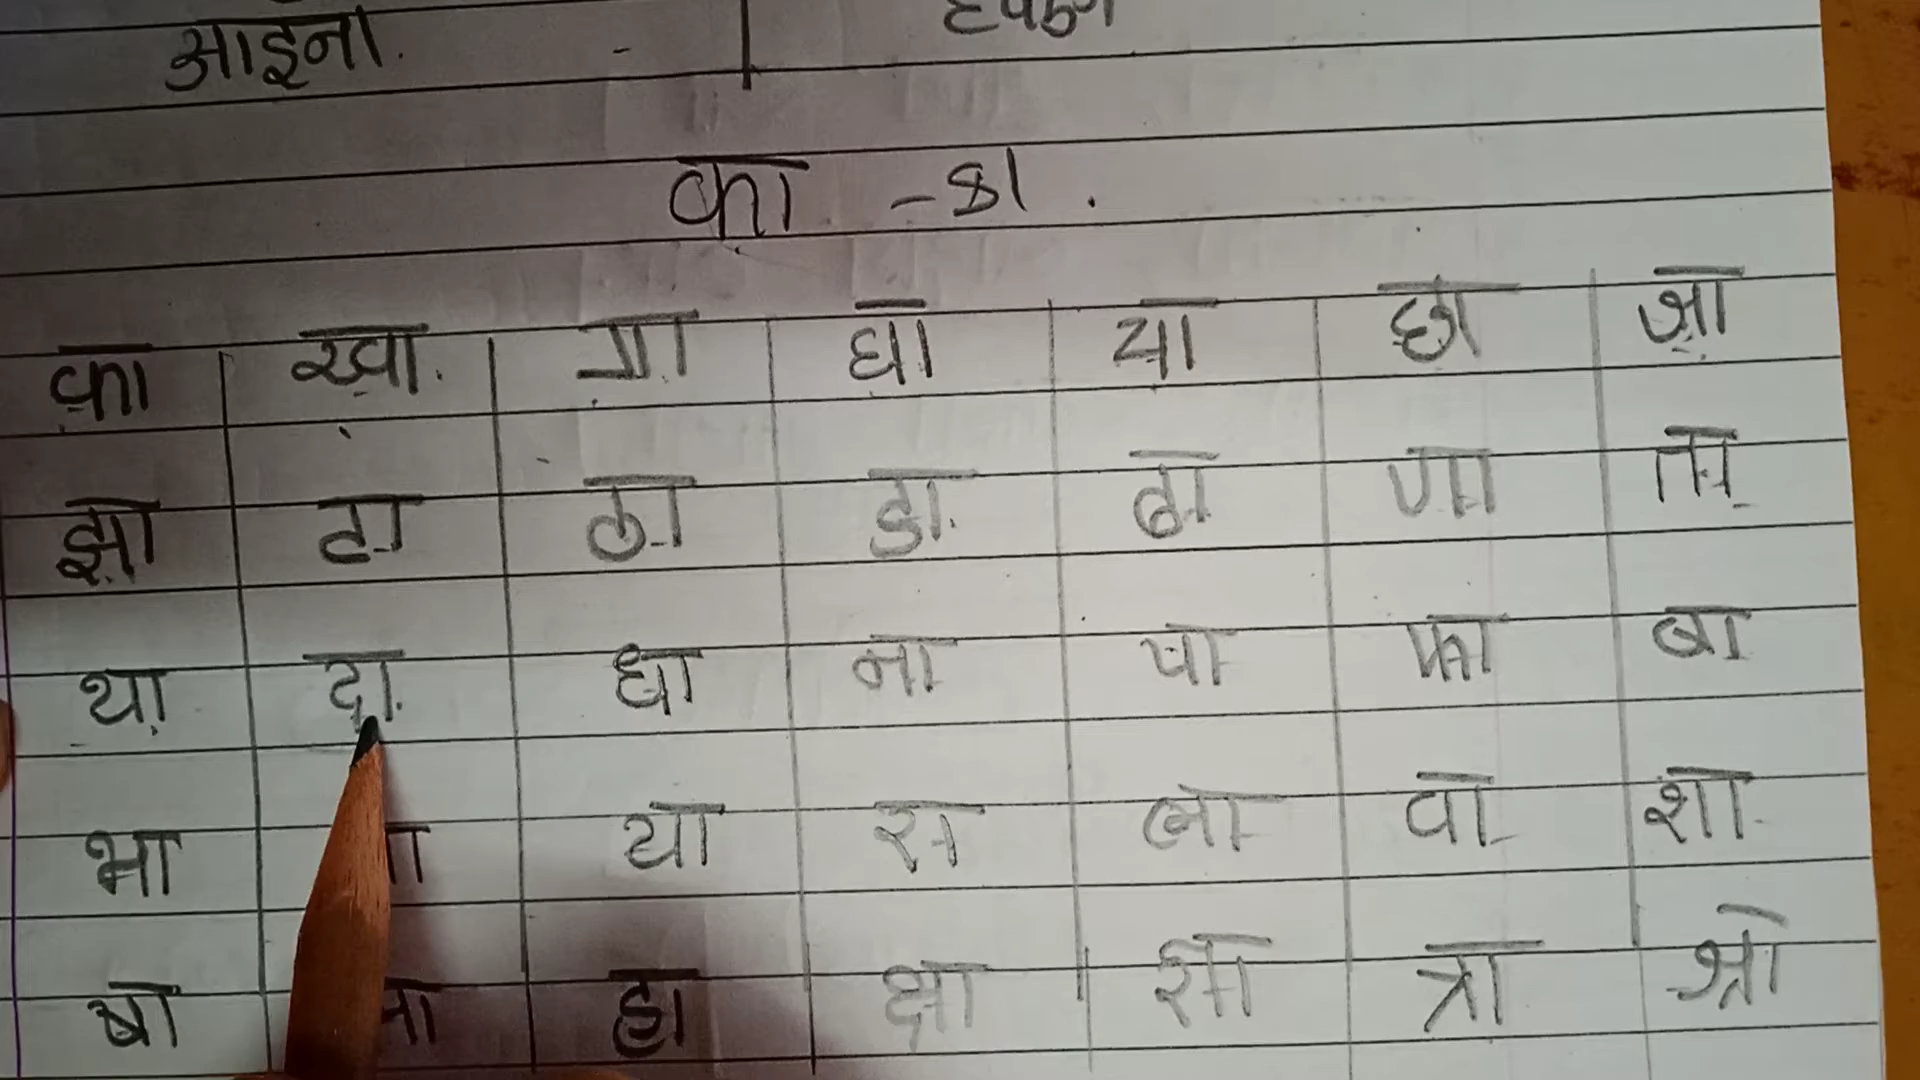 आइना. -
का - ઠા .
का खा. गा घा चा छा जा
झा टा ठा डा. ढा णा ता
था दा. धा ना पा फा बा
भा या रा ला वा शा
षा हा क्षा त्रा श्रा